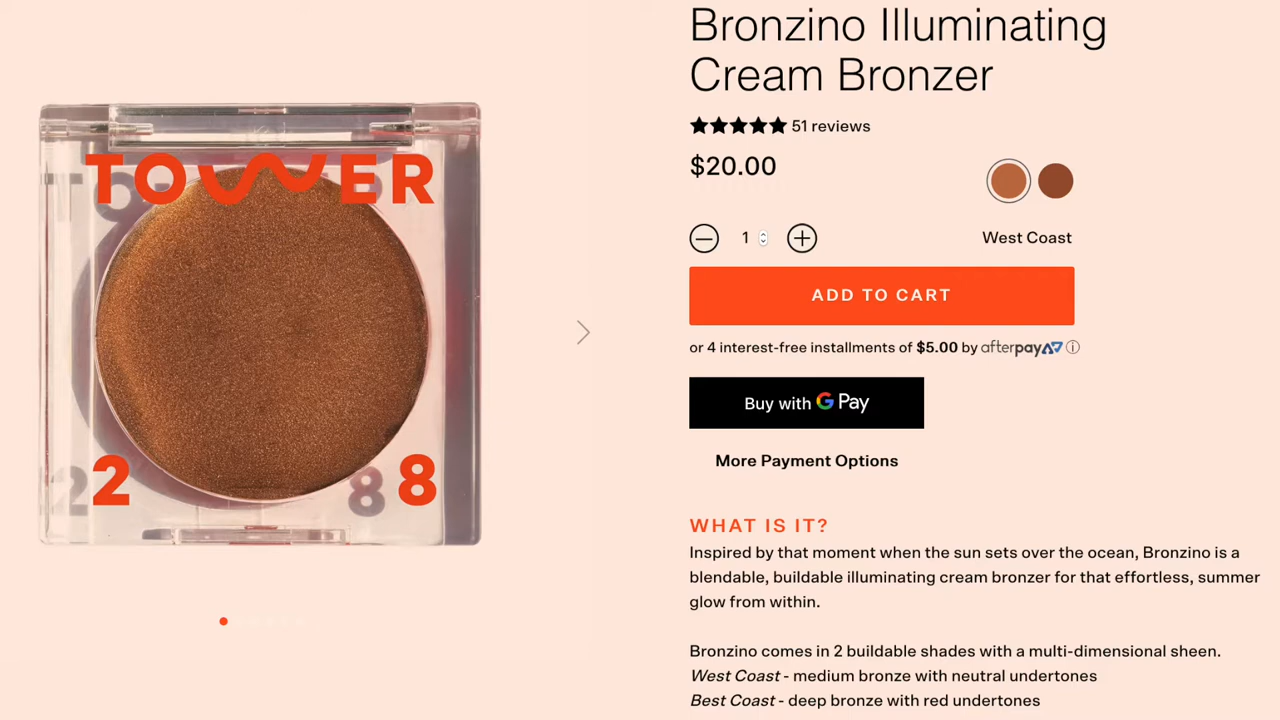 TOWER
2 8
8
Bronzino Illuminating
Cream Bronzer
51 reviews
$20.00
1
West Coast
ADD TO CART
or 4 interest-free installments of $5.00 by afterpay
Buy with G Pay
More Payment Options
WHAT IS IT?
Inspired by that moment when the sun sets over the ocean, Bronzino is a
blendable, buildable illuminating cream bronzer for that effortless, summer
glow from within.
Bronzino comes in 2 buildable shades with a multi-dimensional sheen.
West Coast - medium bronze with neutral undertones
Best Coast - deep bronze with red undertones